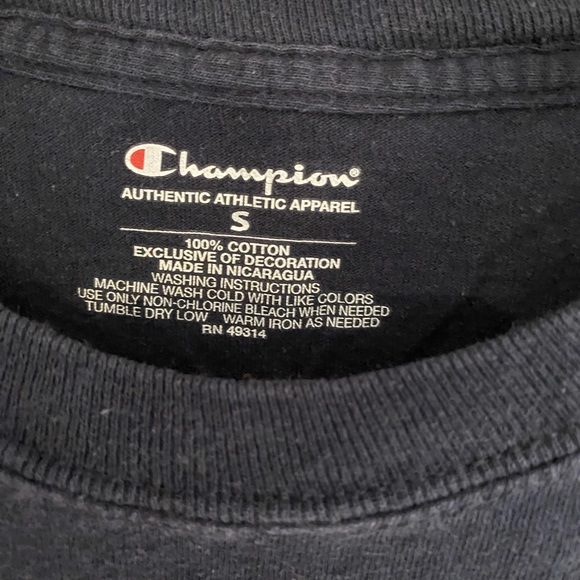 Champion®
AUTHENTIC ATHLETIC APPAREL
S
100% COTTON
EXCLUSIVE OF DECORATION
MADE IN NICARAGUA
WASHING INSTRUCTIONS
MACHINE WASH COLD WITH LIKE COLORS
USE ONLY NON-CHLORINE BLEACH WHEN NEEDED
TUMBLE DRY LOW WARM IRON AS NEEDED
RN 49314